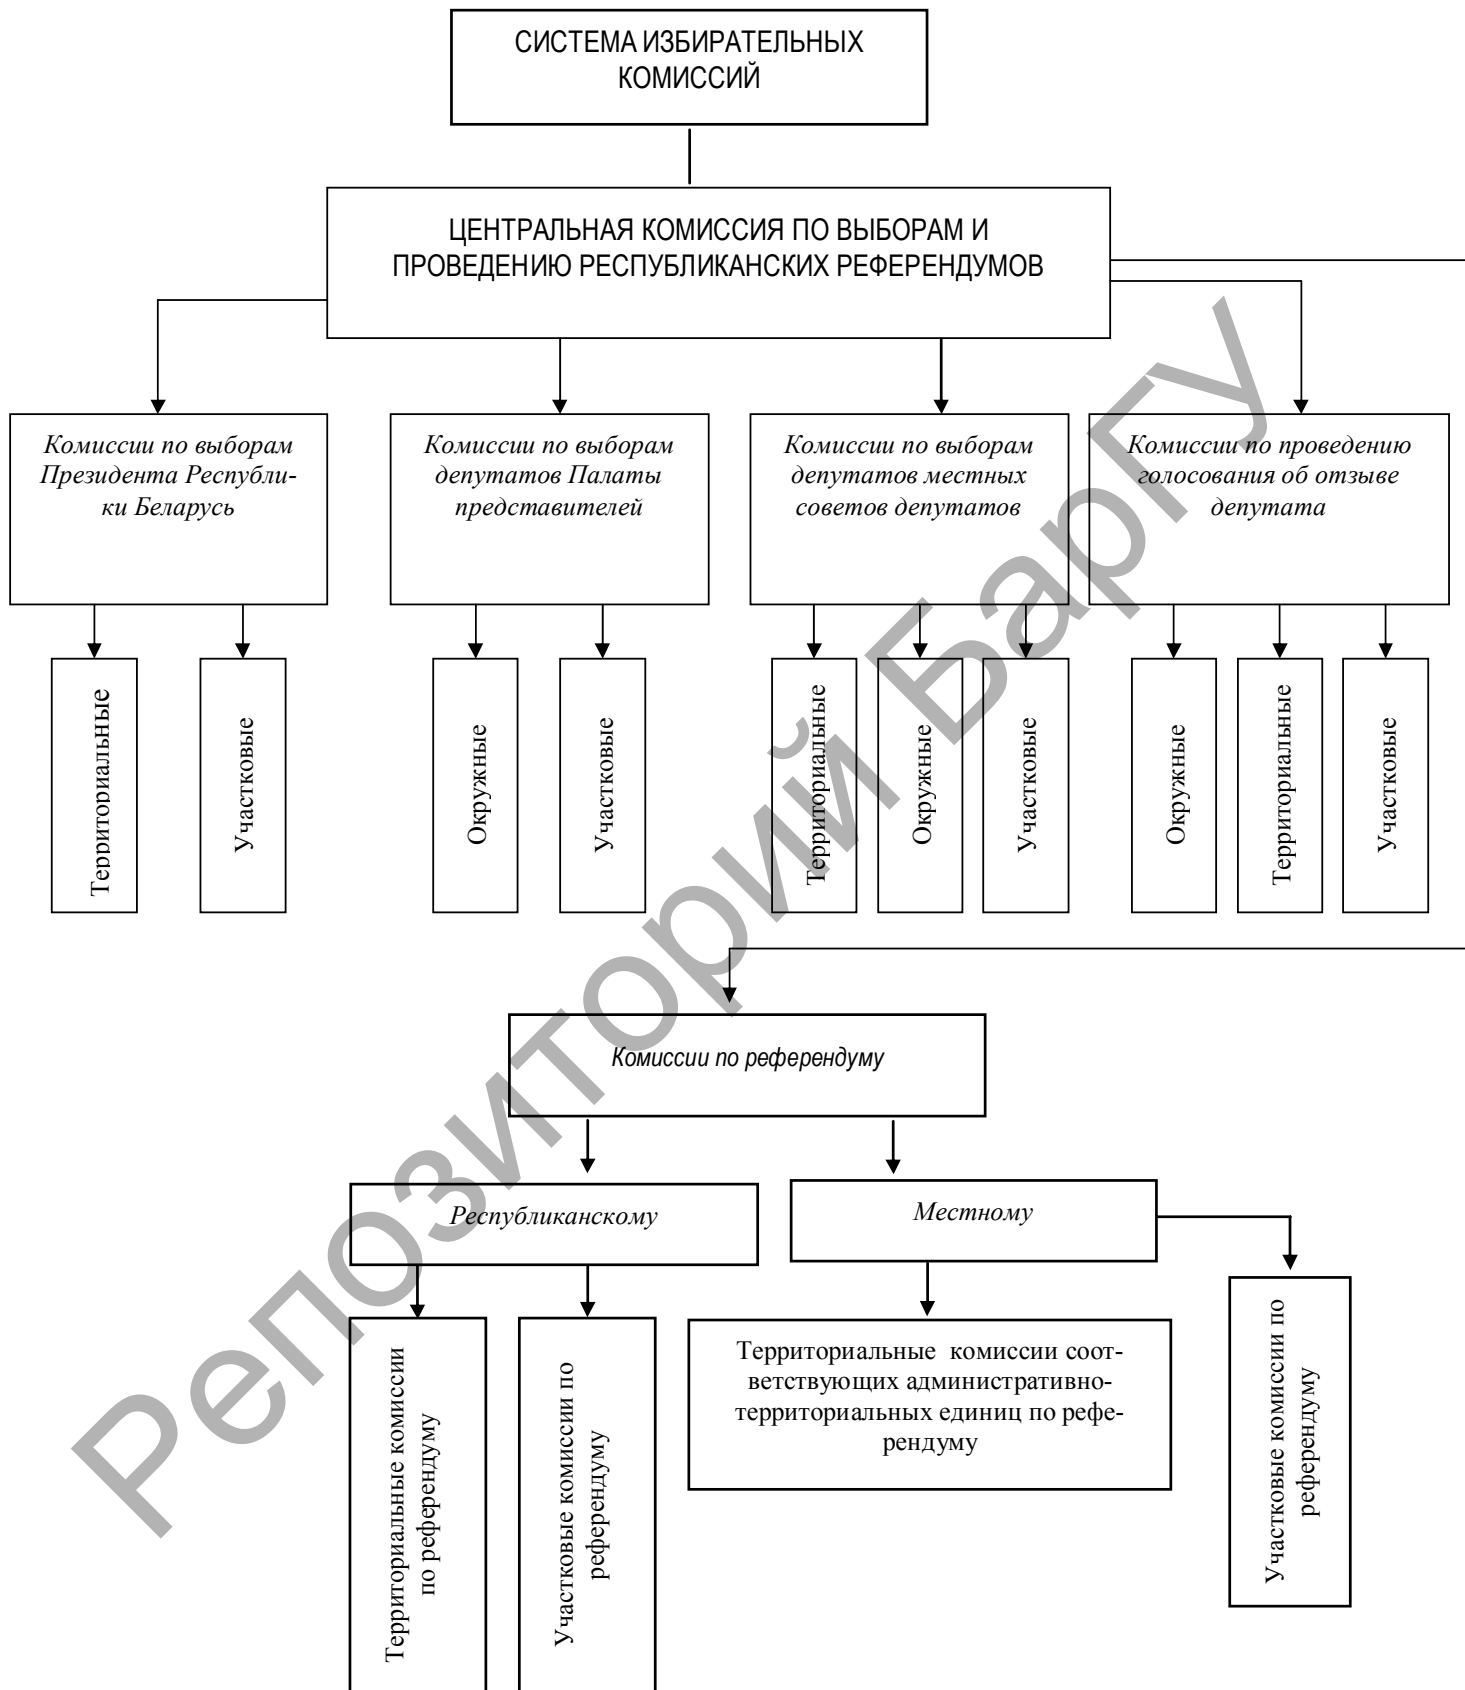 СИСТЕМА ИЗБИРАТЕЛЬНЫХ
КОМИССИЙ
ЦЕНТРАЛЬНАЯ КОМИССИЯ ПО ВЫБОРАМ И
ПРОВЕДЕНИЮ РЕСПУБЛИКАНСКИХ РЕФЕРЕНДУМОВ
Комиссии по выборам
Президента Республи-
ки Беларусь
Комиссии по выборам
депутатов Палаты
представителей
Комиссии по выборам
депутатов местных
советов депутатов
Комиссии по проведению
голосования об отзыве
депутата
Территориальные
Участковые
Окружные
Участковые
Территориальные
Окружные
Участковые
Окружные
Территориальные
Участковые
Комиссии по референдуму
Республиканскому
Местному
Территориальные комиссии
по референдуму
Участковые комиссии по
референдуму
Территориальные комиссии соот-
ветствующих административно-
территориальных единиц по рефе-
рендуму
Участковые комиссии по
референдуму
Репозиторий БарГУ